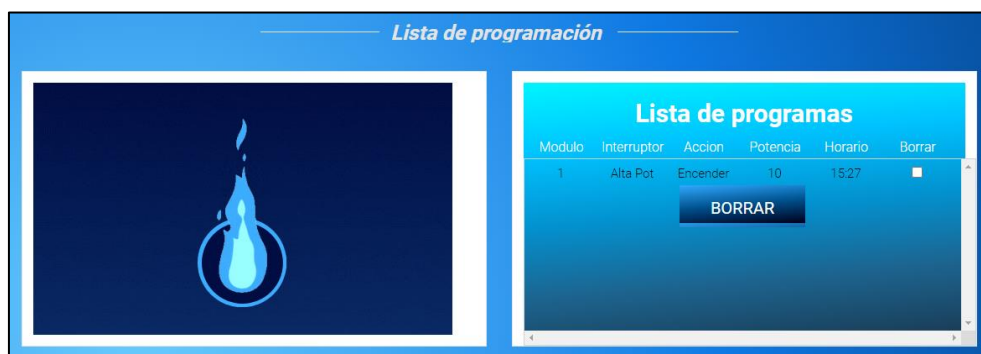 Lista de programación
Lista de programas
Modulo Interruptor Accion Potencia Horario Borrar
1 Alta Pot Encender 10 15:27
BORRAR